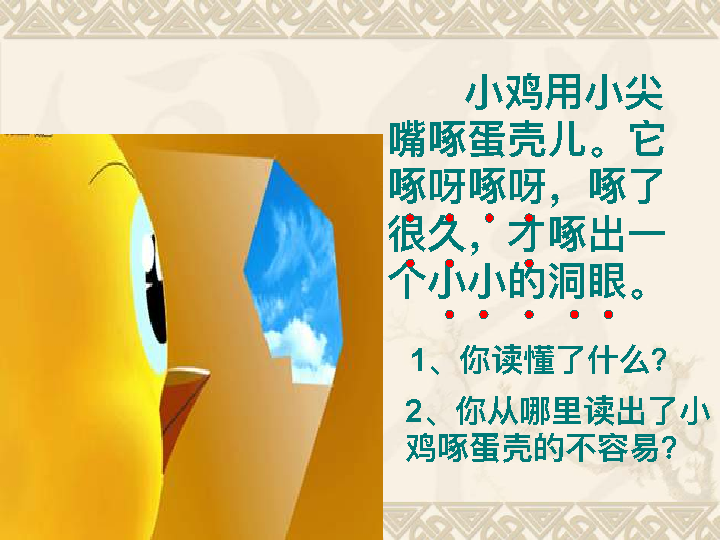 小鸡用小尖
嘴啄蛋壳儿。它
啄呀啄呀，啄了
很久，才啄出一
个小小的洞眼。
1、你读懂了什么?
2、你从哪里读出了小
鸡啄蛋壳的不容易?